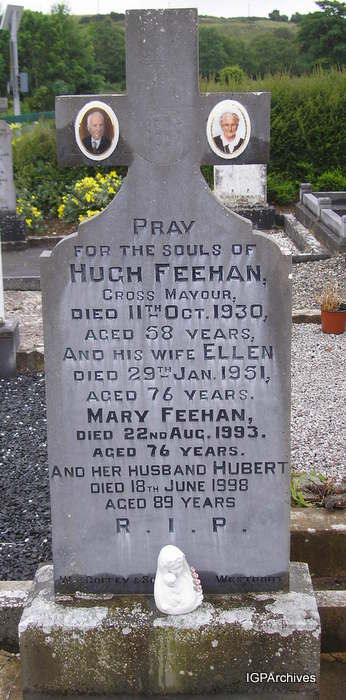 PRAY
FOR THE SOULS OF
HUGH FEEHAN,
CROSS MAYOUR,
DIED 11TH OCT. 1930,
AGED 58 YEARS,
AND HIS WIFE ELLEN
DIED 29TH JAN. 1951,
AGED 76 YEARS.
MARY FEEHAN,
DIED 22ND AUG. 1993.
AGED 76 YEARS.
AND HER HUSBAND HUBERT
DIED 18TH JUNE 1998
AGED 89 YEARS
R. I. P.
COFFEY & WESTPORT
IGPArchives